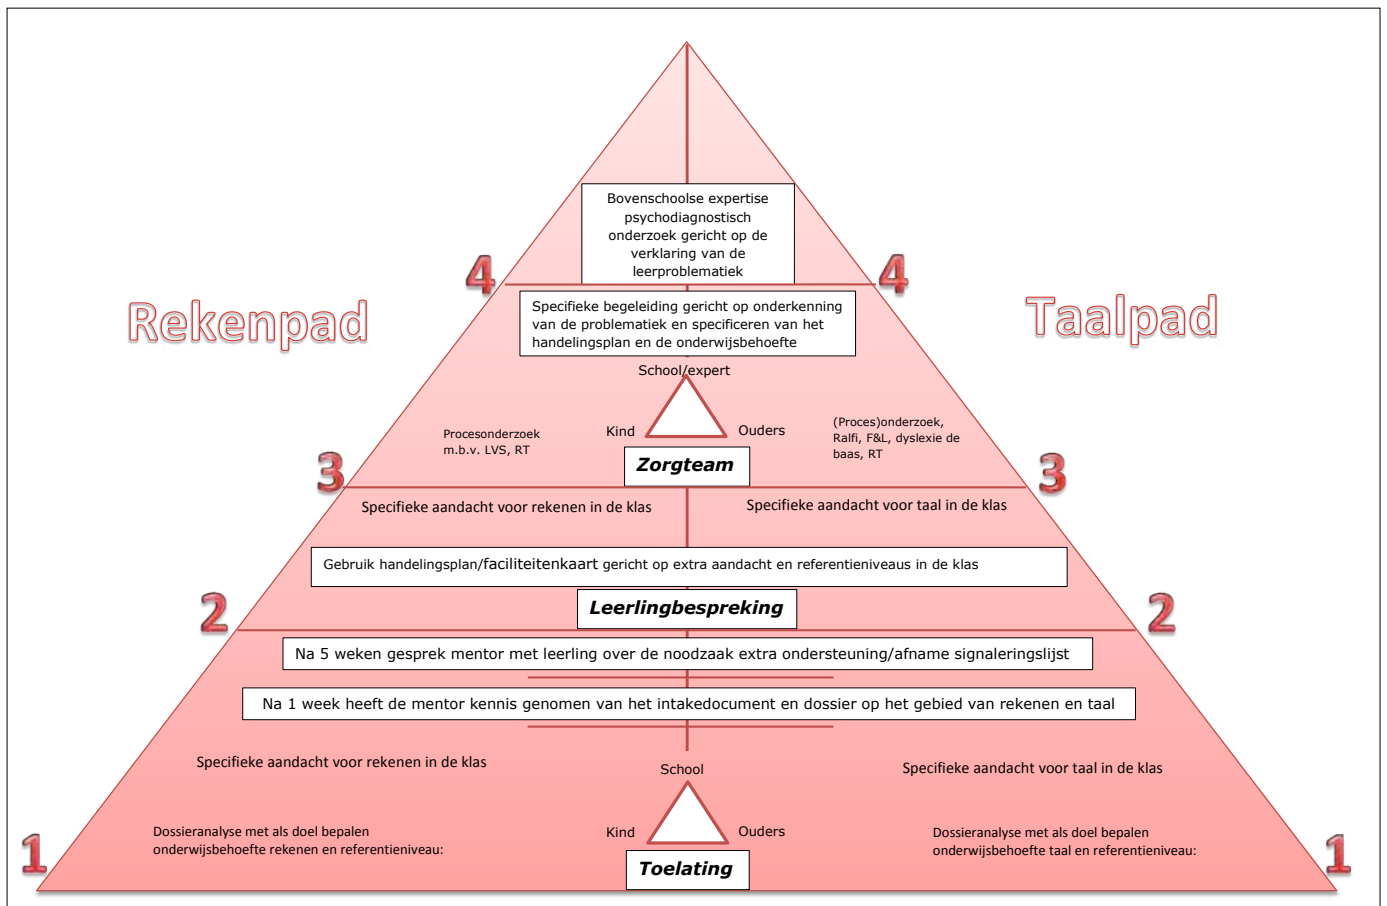 Bovenschoolse expertise
psychodiagnostisch
onderzoek gericht op de
verklaring van de
leerproblematiek
4
4
Rekenpad
Taalpad
Specifieke begeleiding gericht op onderkenning
van de problematiek en specificeren van het
handelingsplan en de onderwijsbehoefte
School/expert
Kind
Ouders
Procesonderzoek
m.b.v. LVS, RT
(Proces)onderzoek,
Ralfi, F&L, dyslexie de
baas, RT
Zorgteam
3
3
Specifieke aandacht voor rekenen in de klas
Specifieke aandacht voor taal in de klas
Gebruik handelingsplan/faciliteitenkaart gericht op extra aandacht en referentieniveaus in de klas
Leerlingbespreking
2
2
Na 5 weken gesprek mentor met leerling over de noodzaak extra ondersteuning/afname signaleringslijst
Na 1 week heeft de mentor kennis genomen van het intakedocument en dossier op het gebied van rekenen en taal
Specifieke aandacht voor rekenen in de klas
Specifieke aandacht voor taal in de klas
School
Kind
Ouders
Dossieranalyse met als doel bepalen
onderwijsbehoefte rekenen en referentieniveau:
Dossieranalyse met als doel bepalen
onderwijsbehoefte taal en referentieniveau:
Toelating
1
1